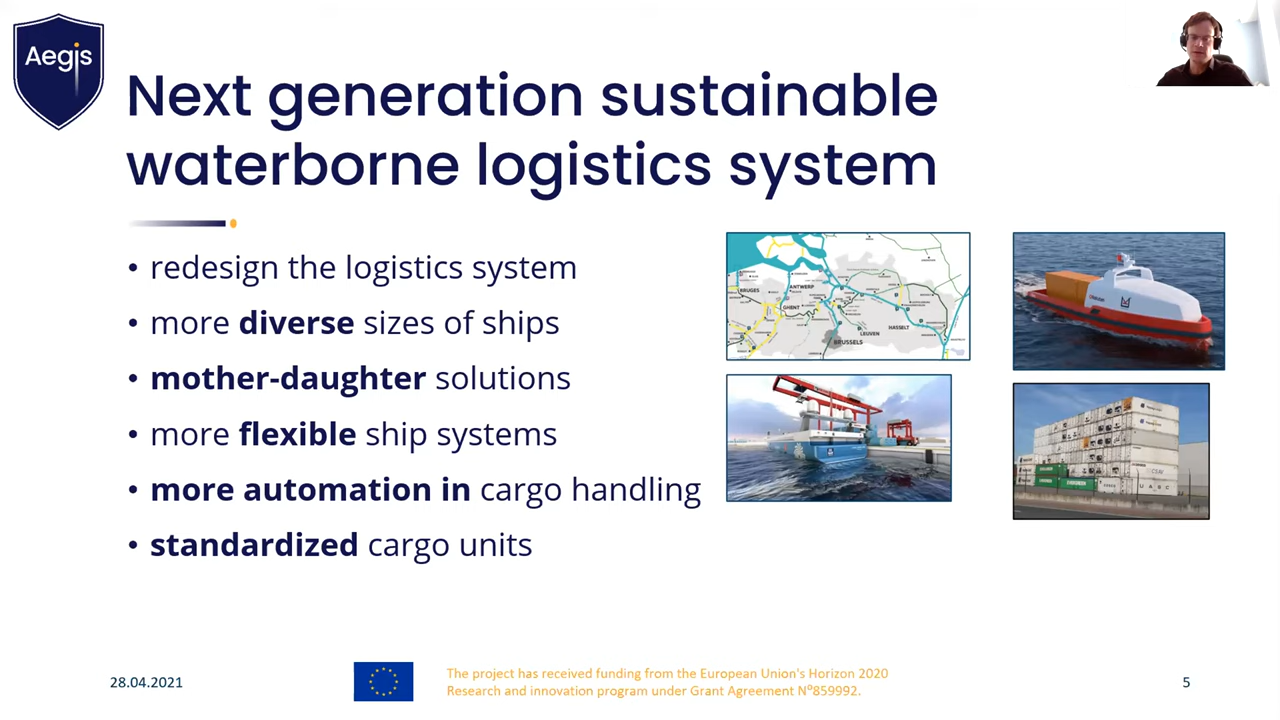 Aegis
Next generation sustainable
waterborne logistics system
• redesign the logistics system
• more diverse sizes of ships
• mother-daughter solutions
• more flexible ship systems
• more automation in cargo handling
• standardized cargo units
BRUGES
ANTWERP
GHENT
LEUVEN
HASSELT
BRUSSELS
28.04.2021
The project has received funding from the European Union's Horizon 2020
Research and innovation program under Grant Agreement Nº859992.
5